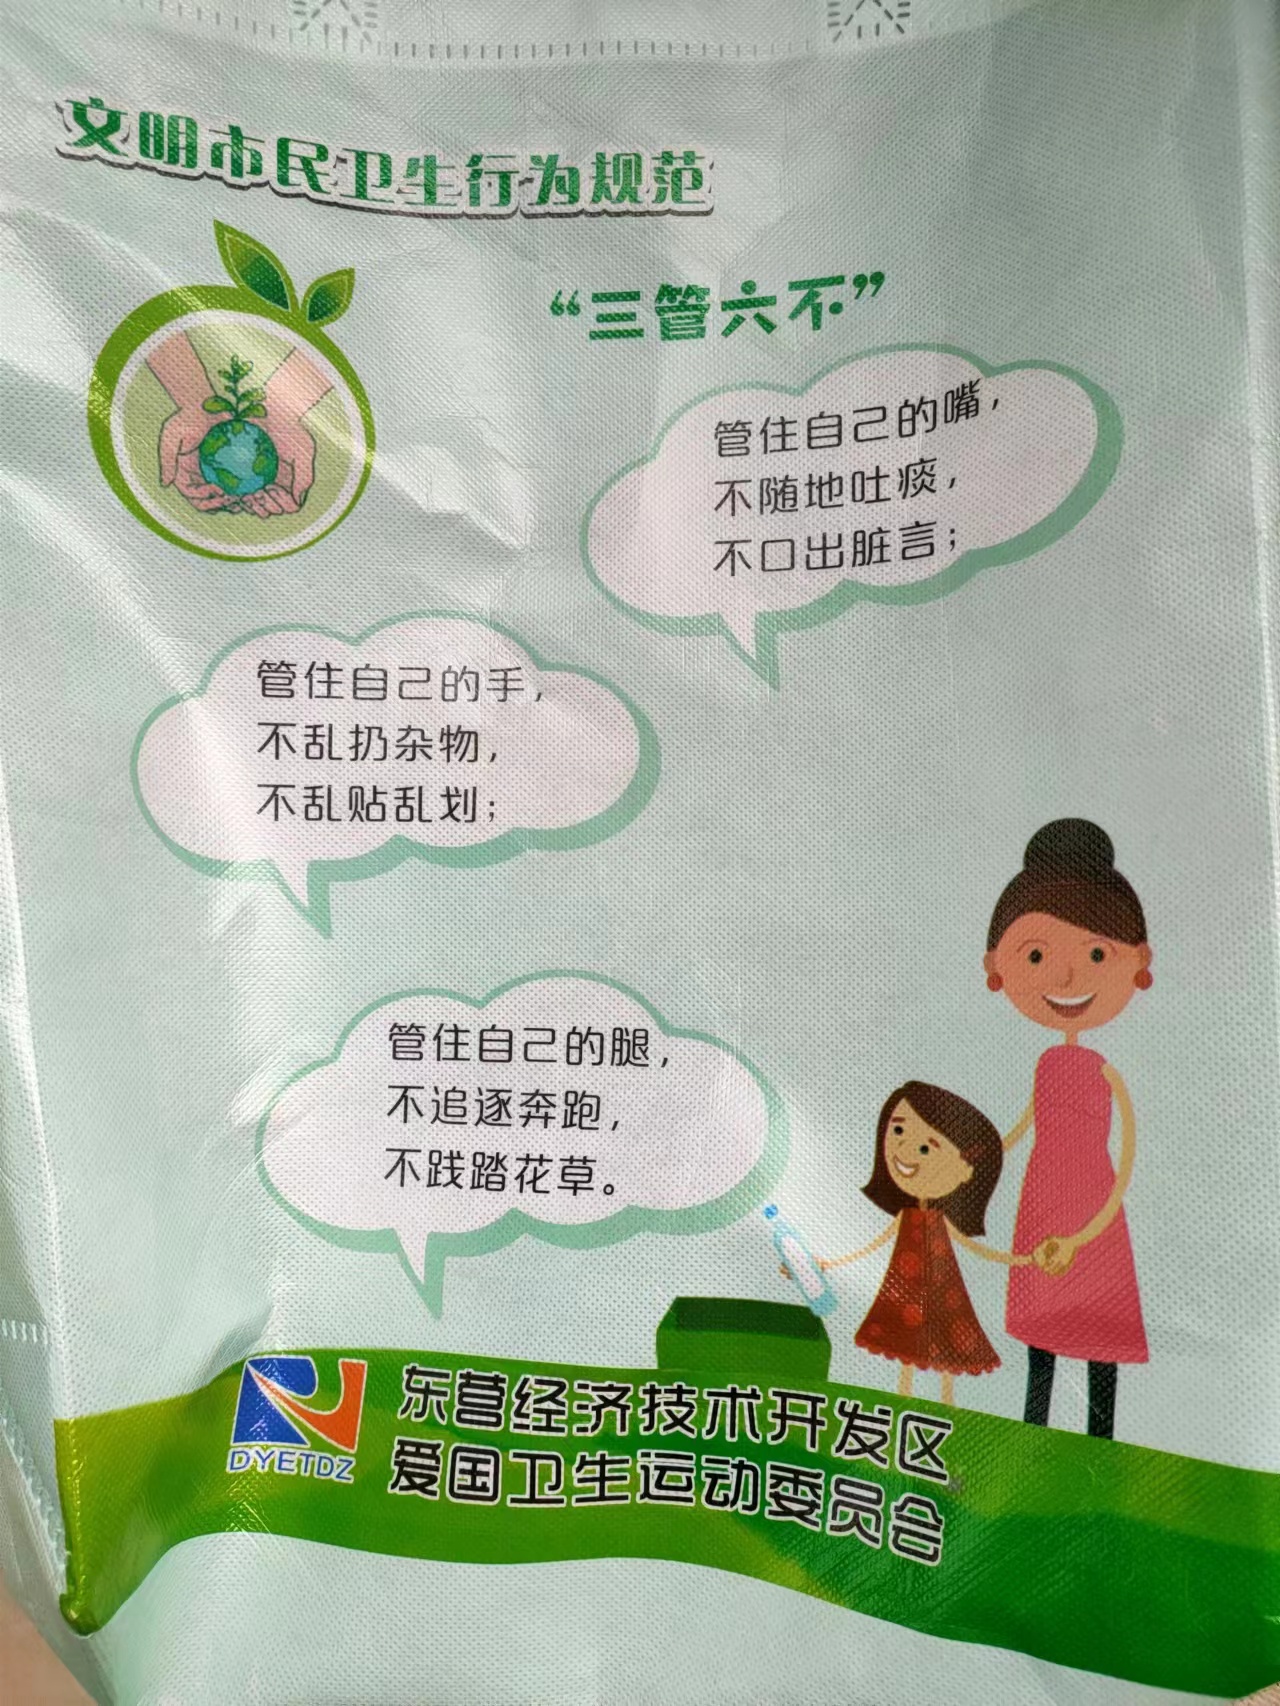 文明市民卫生行为规范
“三管六不”
管住自己的嘴，
不随地吐痰，
不口出脏言；
管住自己的手，
不乱扔杂物，
不乱贴乱划；
管住自己的腿，
不追逐奔跑，
不践踏花草。
DYETDZ
东营经济技术开发区
爱国卫生运动委员会